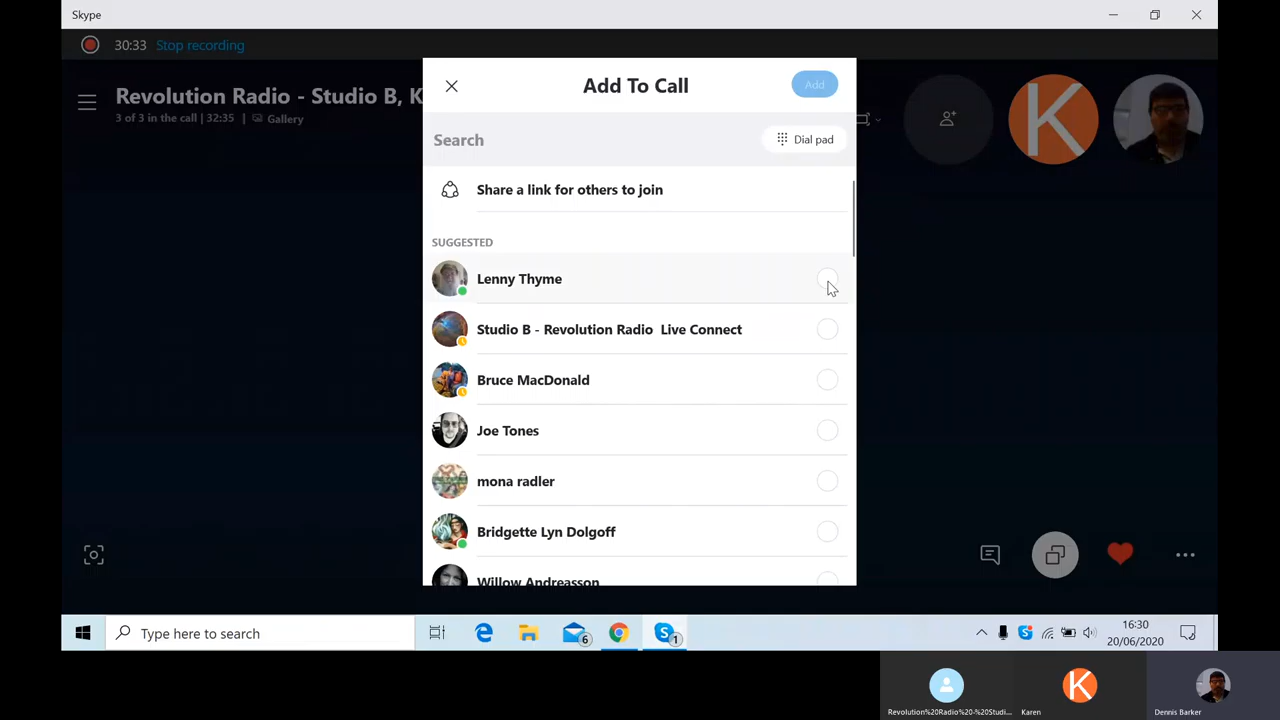 Skype
30:33 Stop recording
Add To Call
Add
Revolution Radio - Studio B, K
3 of 3 in the call | 32:35 | Gallery
K
Search
Dial pad
Share a link for others to join
SUGGESTED
Lenny Thyme
Studio B - Revolution Radio Live Connect
Bruce MacDonald
Joe Tones
mona radler
Bridgette Lyn Dolgoff
Willow Andreasson
Type here to search
6
1
16:30
20/06/2020
K
Revolution%20Radio%20-%20Studi...
Karen
Dennis Barker